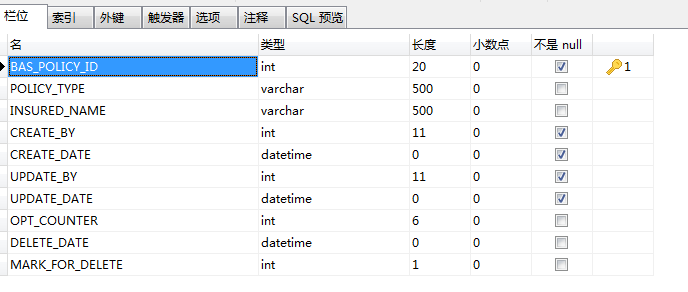 栏位 索引 外键 触发器 选项 注释 SQL 预览
名 类型 长度 小数点 不是 null
BAS_POLICY_ID int 20 0 1
POLICY_TYPE varchar 500 0
INSURED_NAME varchar 500 0
CREATE_BY int 11 0
CREATE_DATE datetime 0 0
UPDATE_BY int 11 0
UPDATE_DATE datetime 0 0
OPT_COUNTER int 6 0
DELETE_DATE datetime 0 0
MARK_FOR_DELETE int 1 0